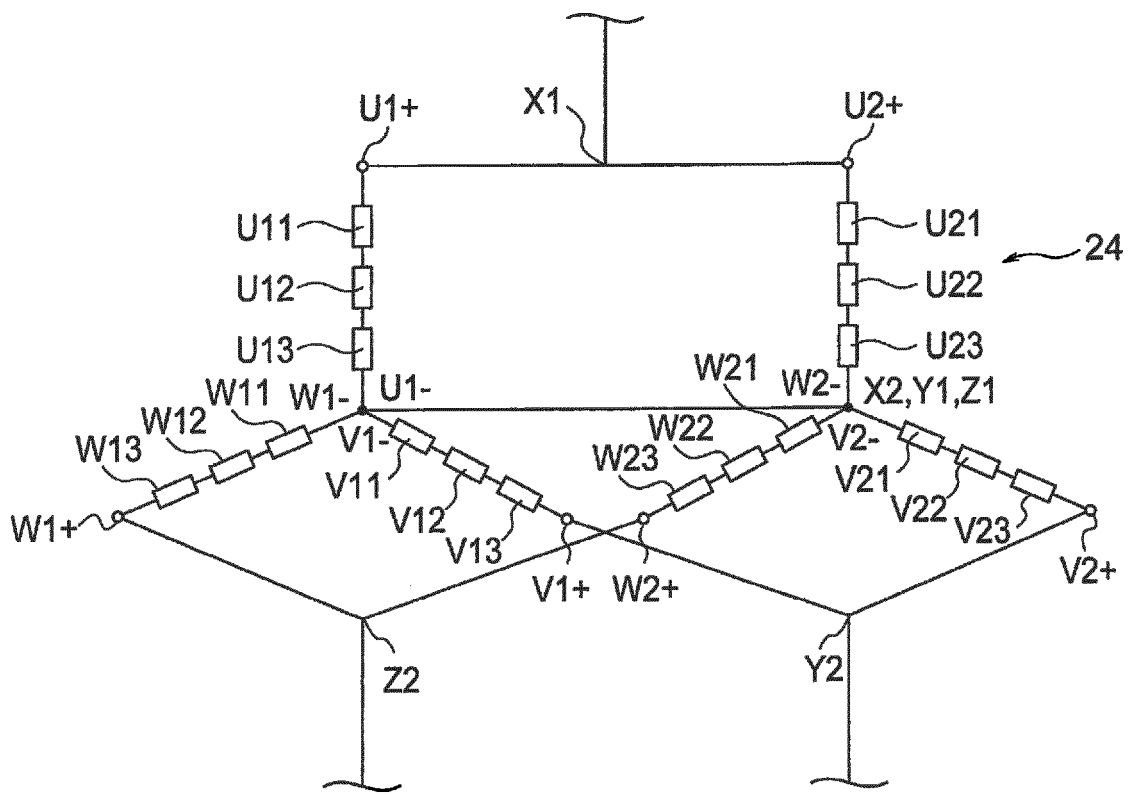 X1
U1+
U2+
U11
U21
24
U12
U22
U13
U23
W11
W1-
U1-
W21
W2-
X2,Y1,Z1
W12
V1-
W22
V2-
W13
V11
W23
V21
W1+
V12
V22
V13
V23
V1+
W2+
V2+
Z2
Y2